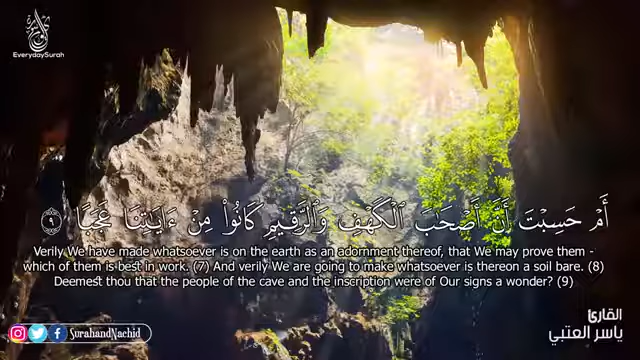 EverydaySurah
أَمْ حَسِبْتَ أَنَّ أَصْحَٰبَ ٱلْكَهْفِ وَٱلرَّقِيمِ كَانُوا۟ مِنْ ءَايَٰتِنَا عَجَبًا ٩
Verily We have made whatsoever is on the earth as an adornment thereof, that We may prove them -
which of them is best in work. (7) And verily We are going to make whatsoever is thereon a soil bare. (8)
Deemest thou that the people of the cave and the inscription were of Our signs a wonder? (9)
القارئ
ياسر العتبي
SurahandNachid